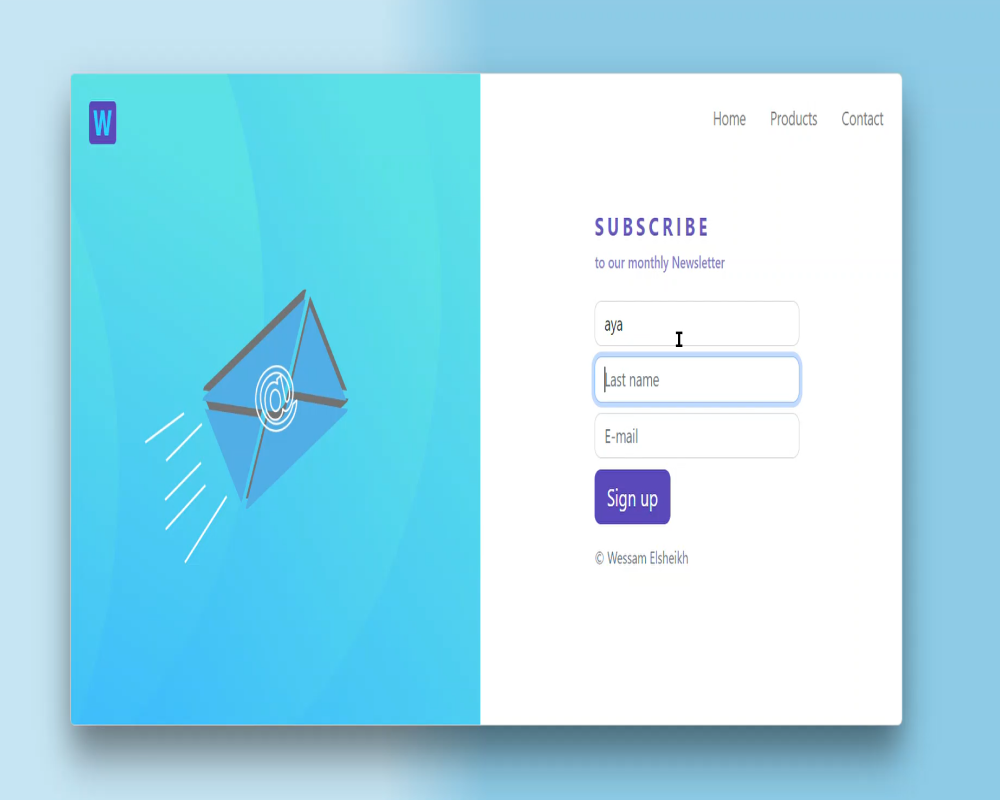 W
Home Products Contact
SUBSCRIBE
to our monthly Newsletter
aya
Last name
E-mail
Sign up
© Wessam Elsheikh